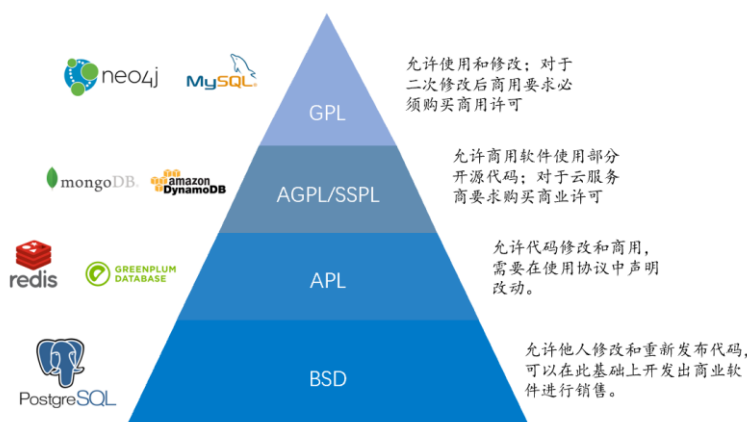 neo4j
MySQL®
GPL
允许使用和修改；对于
二次修改后商用要求必
须购买商用许可
mongoDB.
amazon
DynamoDB
AGPL/SSPL
允许商用软件使用部分
开源代码；对于云服务
商要求购买商业许可
redis
GREENPLUM
DATABASE
APL
允许代码修改和商用，
需要在使用协议中声明
改动。
PostgreSQL
BSD
允许他人修改和重新发布代码，
可以在此基础上开发出商业软
件进行销售。